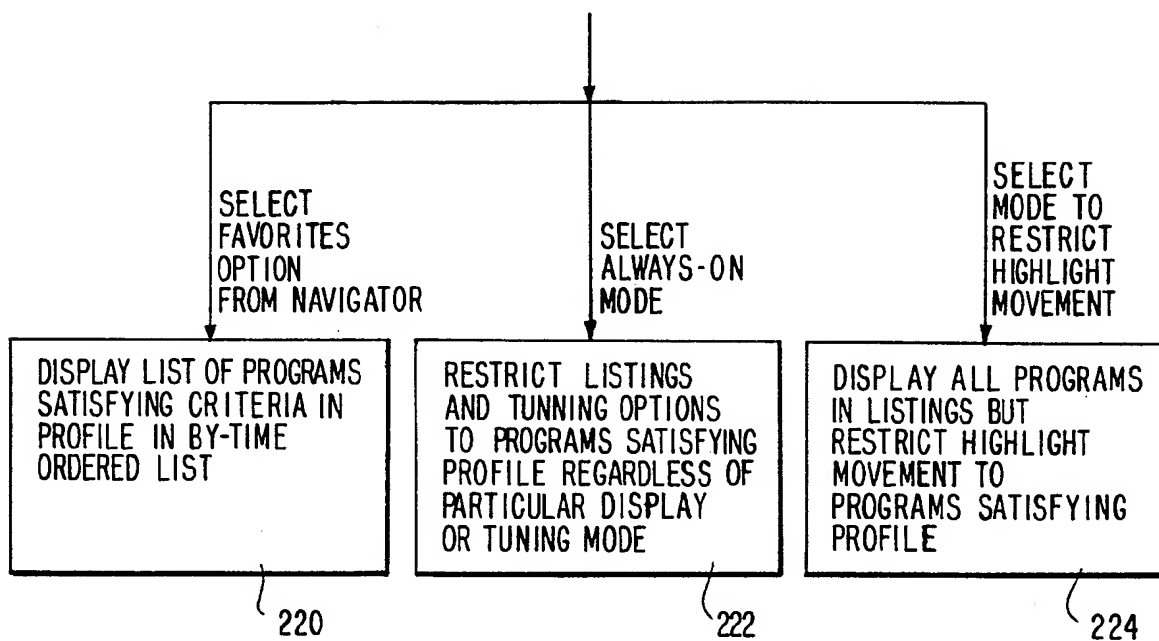 SELECT
FAVORITES
OPTION
FROM NAVIGATOR
SELECT
ALWAYS-ON
MODE
SELECT
MODE TO
RESTRICT
HIGHLIGHT
MOVEMENT
DISPLAY LIST OF PROGRAMS
SATISFYING CRITERIA IN
PROFILE IN BY-TIME
ORDERED LIST
RESTRICT LISTINGS
AND TUNNING OPTIONS
TO PROGRAMS SATISFYING
PROFILE REGARDLESS OF
PARTICULAR DISPLAY
OR TUNING MODE
DISPLAY ALL PROGRAMS
IN LISTINGS BUT
RESTRICT HIGHLIGHT
MOVEMENT TO
PROGRAMS SATISFYING
PROFILE
220
222
224